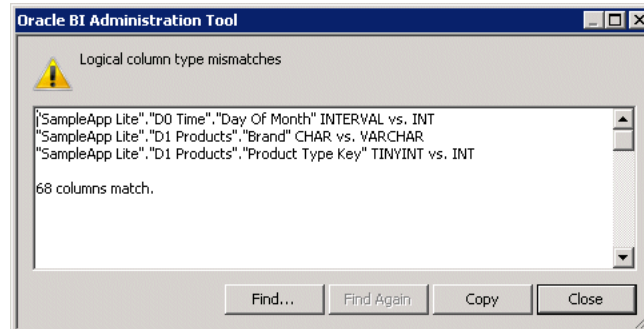 Oracle BI Administration Tool
Logical column type mismatches
"SampleApp Lite"."D0 Time"."Day Of Month" INTERVAL vs. INT
"SampleApp Lite"."D1 Products"."Brand" CHAR vs. VARCHAR
"SampleApp Lite"."D1 Products"."Product Type Key" TINYINT vs. INT
68 columns match.
Find... Find Again Copy Close